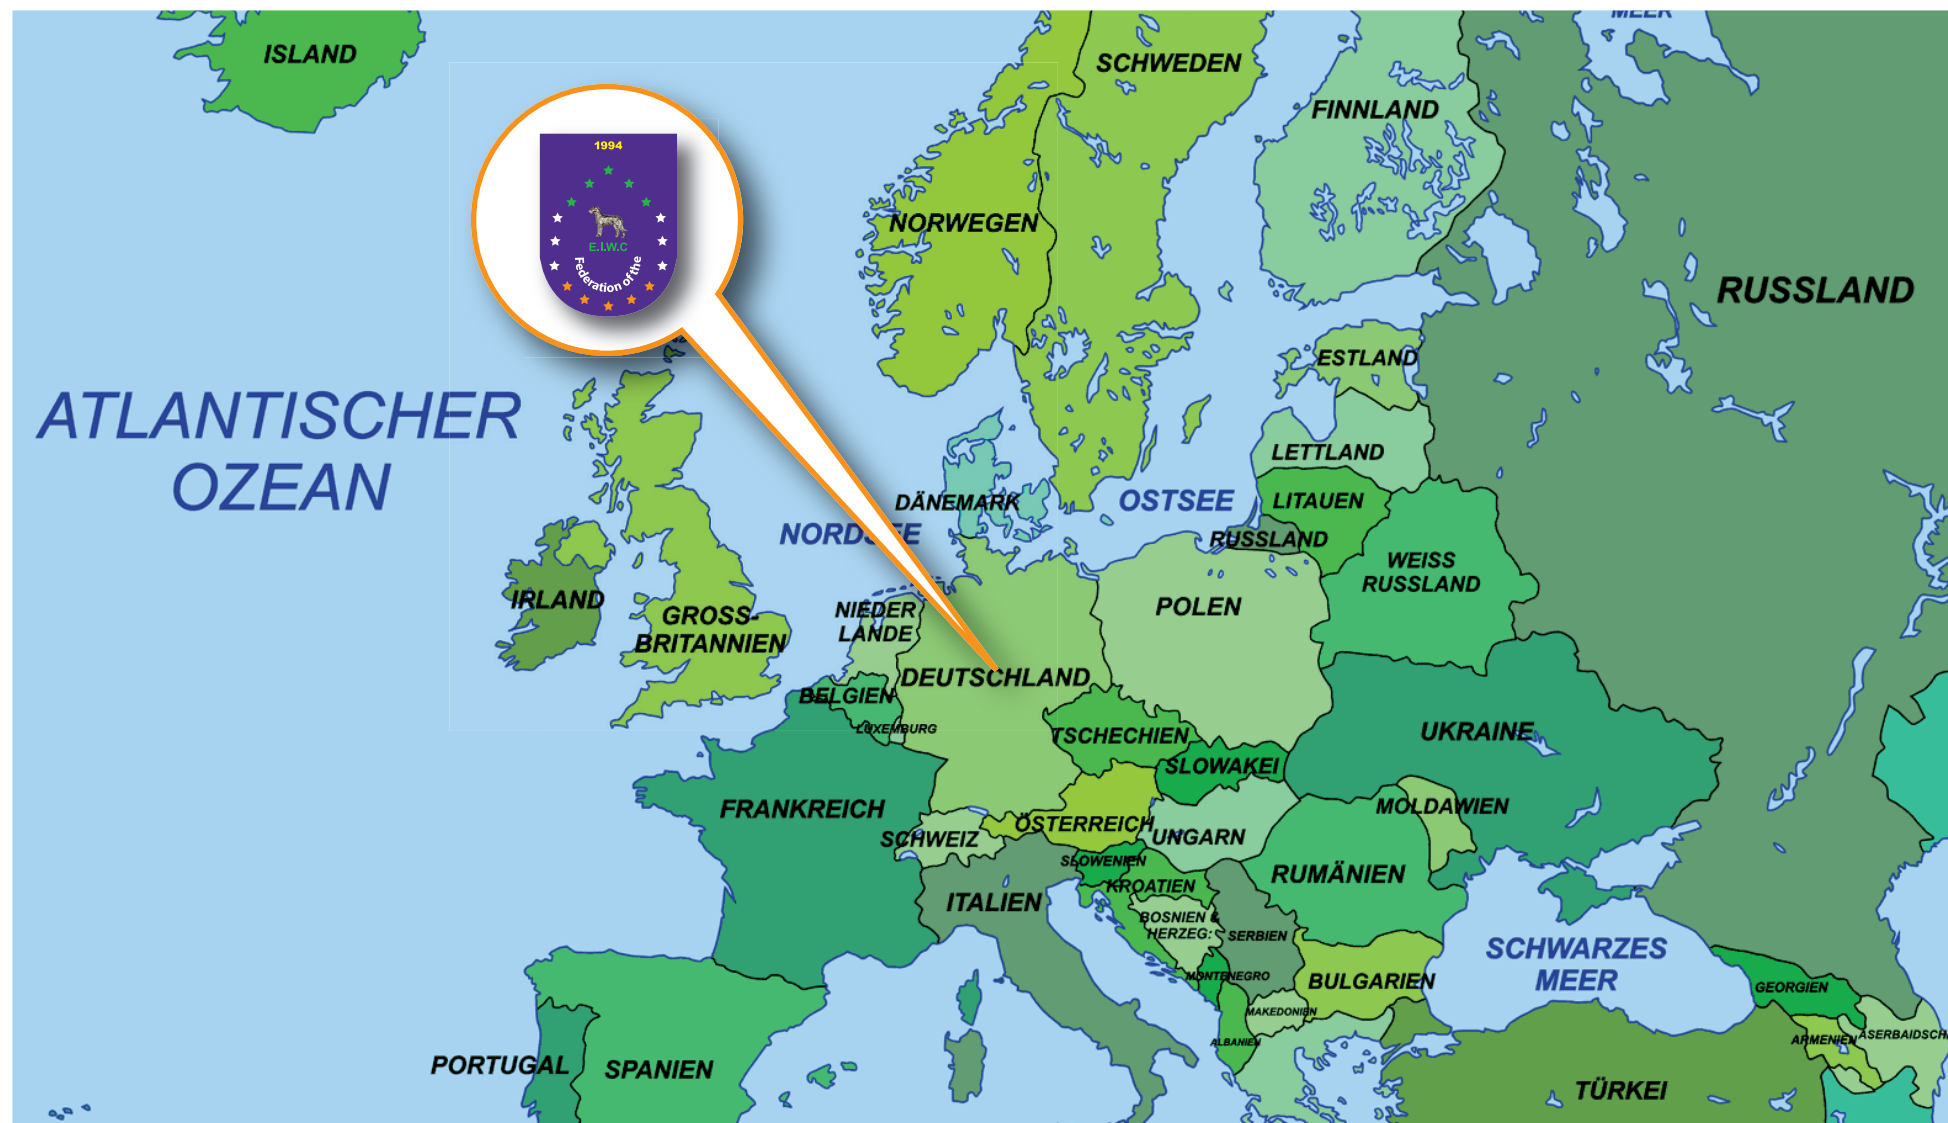 MEER
ISLAND
SCHWEDEN
FINNLAND
1994
E.I.W.C
Federation of the
NORWEGEN
RUSSLAND
ESTLAND
ATLANTISCHER
OZEAN
LETTLAND
DÄNEMARK
OSTSEE
LITAUEN
NORDSEE
RUSSLAND
WEISS
RUSSLAND
IRLAND
GROSS-
BRITANNIEN
NIEDER
LANDE
POLEN
DEUTSCHLAND
BELGIEN
LUXEMBURG
TSCHECHIEN
UKRAINE
SLOWAKEI
FRANKREICH
MOLDAWIEN
SCHWEIZ
ÖSTERREICH
UNGARN
SLOWENIEN
KROATIEN
RUMÄNIEN
ITALIEN
BOSNIEN &
HERZEG:
SERBIEN
SCHWARZES
MEER
MONTENEGRO
BULGARIEN
GEORGIEN
MAKEDONIEN
ALBANIEN
ARMENIEN
ASERBAIDSCH
PORTUGAL
SPANIEN
TÜRKEI